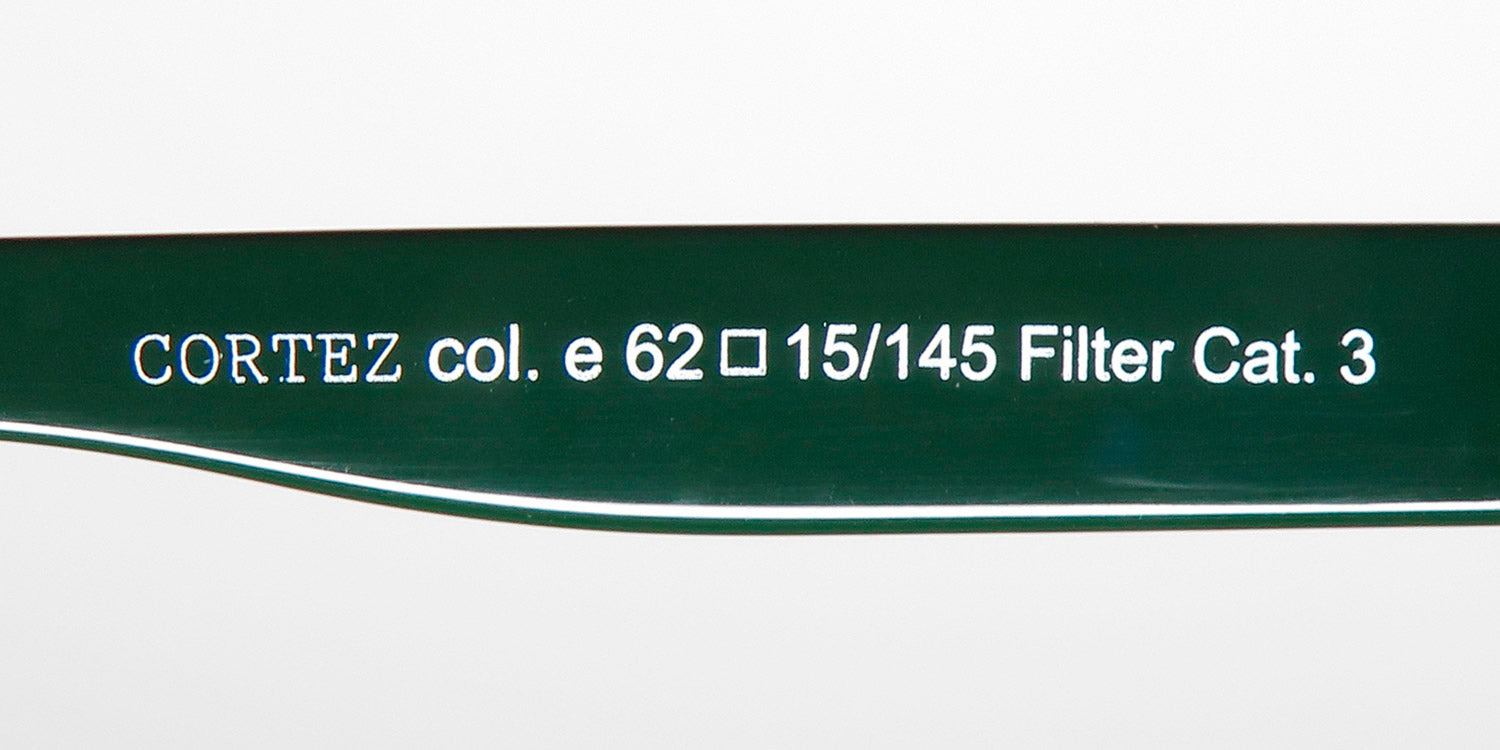 CORTEZ col. e 62□15/145 Filter Cat. 3